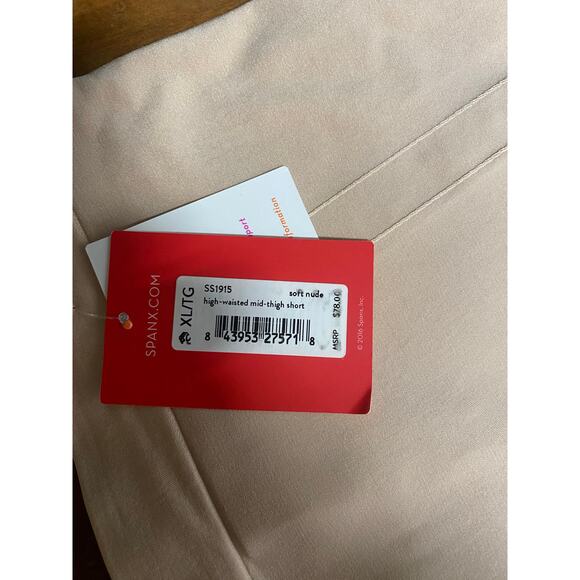 formation
port
SPANX.COM
XL/TG
SS1915
soft nude
high-waisted mid-thigh short
8 43953 27571 8
MSRP $78.00
© 2016 Spanx, Inc.